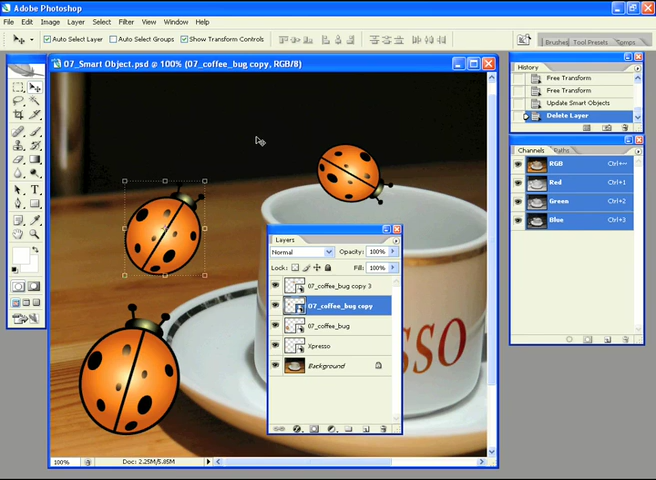 Adobe Photoshop
File Edit Image Layer Select Filter View Window Help
Auto Select Layer Auto Select Groups Show Transform Controls
Brushes Tool Presets Comps
07_Smart Object.psd @ 100% (07_coffee_bug copy, RGB/8)
History
Free Transform
Free Transform
Update Smart Objects
Delete Layer
Channels Paths
RGB Ctrl+~
Red Ctrl+1
Green Ctrl+2
Blue Ctrl+3
Layers
Normal Opacity: 100%
Lock: Fill: 100%
07_coffee_bug copy 3
07_coffee_bug copy
07_coffee_bug
Xpresso
Background
SSO
100% Doc: 2.25M/5.85M